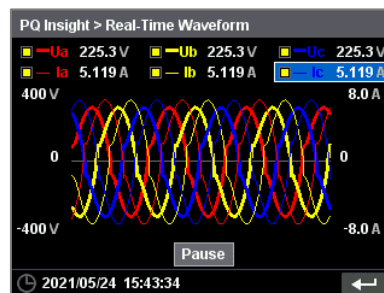 PQ Insight > Real-Time Waveform
Ua 225.3 V Ub 225.3 V Uc 225.3 V
Ia 5.119 A Ib 5.119 A Ic 5.119 A
400 V 8.0 A
0 0
-400 V -8.0 A
Pause
2021/05/24 15:43:34